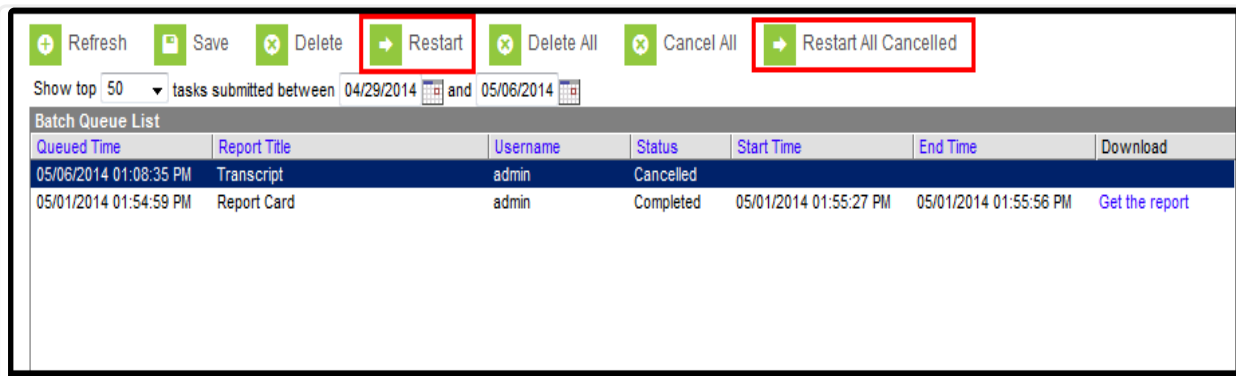 Refresh Save Delete Restart Delete All Cancel All Restart All Cancelled
Show top 50 tasks submitted between 04/29/2014 and 05/06/2014
Batch Queue List
Queued Time Report Title Username Status Start Time End Time Download
05/06/2014 01:08:35 PM Transcript admin Cancelled
05/01/2014 01:54:59 PM Report Card admin Completed 05/01/2014 01:55:27 PM 05/01/2014 01:55:56 PM Get the report